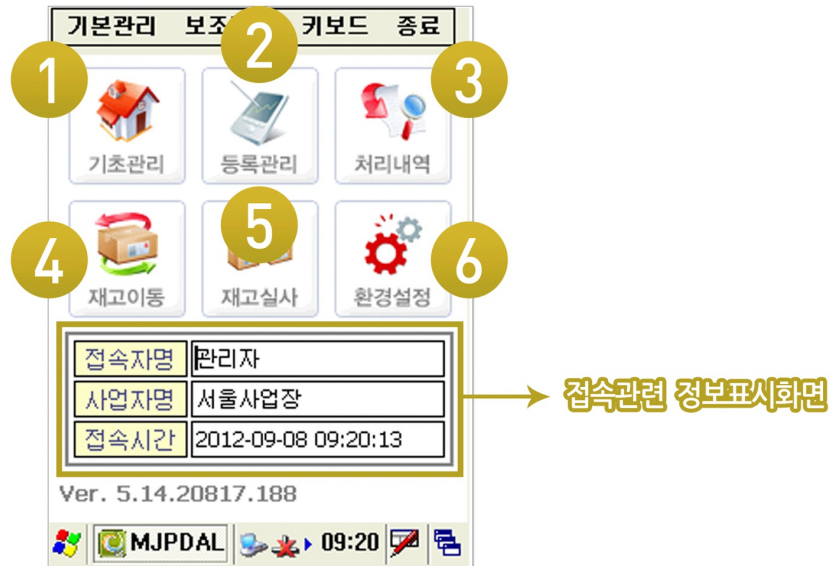 기본관리 보조 키보드 종료
1 2 3
기초관리 등록관리 처리내역
4 5 6
재고이동 재고실사 환경설정
접속자명 관리자
사업자명 서울사업장
접속시간 2012-09-08 09:20:13
접속관련 정보표시화면
Ver. 5.14.20817.188
MJPDAL 09:20